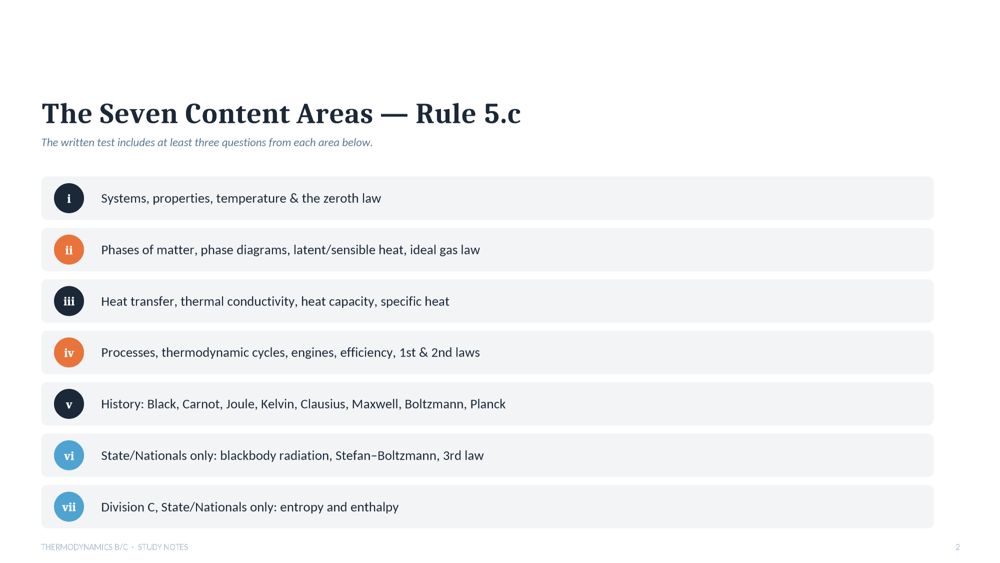 The Seven Content Areas — Rule 5.c
The written test includes at least three questions from each area below.
i Systems, properties, temperature & the zeroth law
ii Phases of matter, phase diagrams, latent/sensible heat, ideal gas law
iii Heat transfer, thermal conductivity, heat capacity, specific heat
iv Processes, thermodynamic cycles, engines, efficiency, 1st & 2nd laws
v History: Black, Carnot, Joule, Kelvin, Clausius, Maxwell, Boltzmann, Planck
vi State/Nationals only: blackbody radiation, Stefan–Boltzmann, 3rd law
vii Division C, State/Nationals only: entropy and enthalpy
THERMODYNAMICS B/C · STUDY NOTES 2